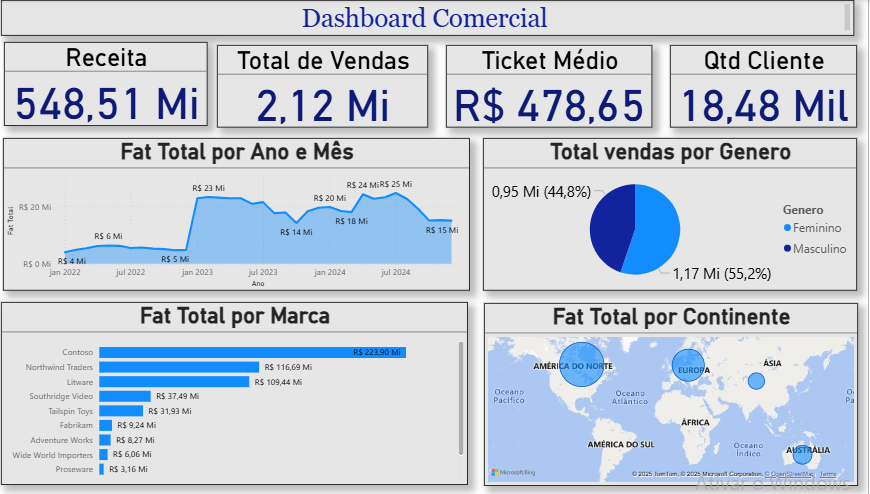 Dashboard Comercial
Receita
548,51 Mi
Total de Vendas
2,12 Mi
Ticket Médio
R$ 478,65
Qtd Cliente
18,48 Mil
Fat Total por Ano e Mês
Fat Total
R$ 20 Mi
R$ 0 Mi
R$ 4 Mi
R$ 6 Mi
R$ 5 Mi
R$ 23 Mi
R$ 14 Mi
R$ 20 Mi
R$ 18 Mi
R$ 24 Mi
R$ 25 Mi
R$ 15 Mi
jan 2022
jul 2022
jan 2023
jul 2023
jan 2024
jul 2024
Ano
Total vendas por Genero
0,95 Mi (44,8%)
1,17 Mi (55,2%)
Genero
Feminino
Masculino
Fat Total por Marca
Contoso R$ 223,90 Mi
Northwind Traders R$ 116,69 Mi
Litware R$ 109,44 Mi
Southridge Video R$ 37,49 Mi
Tailspin Toys R$ 31,93 Mi
Fabrikam R$ 9,24 Mi
Adventure Works R$ 8,27 Mi
Wide World Importers R$ 6,06 Mi
Proseware R$ 3,16 Mi
Fat Total por Continente
AMÉRICA DO NORTE
EUROPA
ÁSIA
Oceano
Pacífico
Oceano
Atlântico
Oc
Pa
ÁFRICA
AMÉRICA DO SUL
Oceano
Índico
AUSTRÁLIA
Microsoft Bing
© 2025 TomTom, © 2025 Microsoft Corporation, © OpenStreetMap Terms
Ativar o Windows